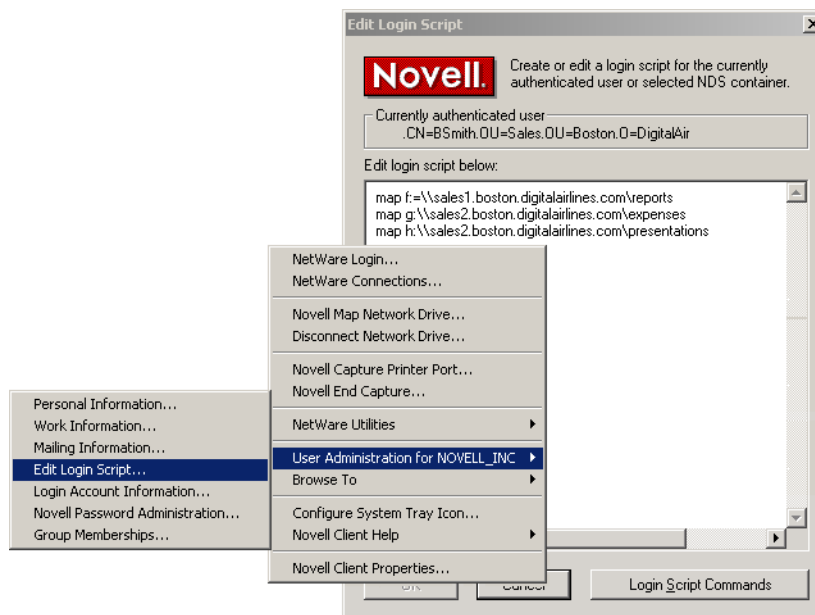 Edit Login Script
Novell.
Create or edit a login script for the currently
authenticated user or selected NDS container.
Currently authenticated user
.CN=BSmith.OU=Sales.OU=Boston.O=DigitalAir
Edit login script below:
map f:=\\sales1.boston.digitalairlines.com\reports
map g:\\sales2.boston.digitalairlines.com\expenses
map h:\\sales2.boston.digitalairlines.com\presentations
NetWare Login...
NetWare Connections...
Novell Map Network Drive...
Disconnect Network Drive...
Novell Capture Printer Port...
Novell End Capture...
NetWare Utilities
User Administration for NOVELL_INC
Browse To
Configure System Tray Icon...
Novell Client Help
Novell Client Properties...
Personal Information...
Work Information...
Mailing Information...
Edit Login Script...
Login Account Information...
Novell Password Administration...
Group Memberships...
Cancel
Login Script Commands